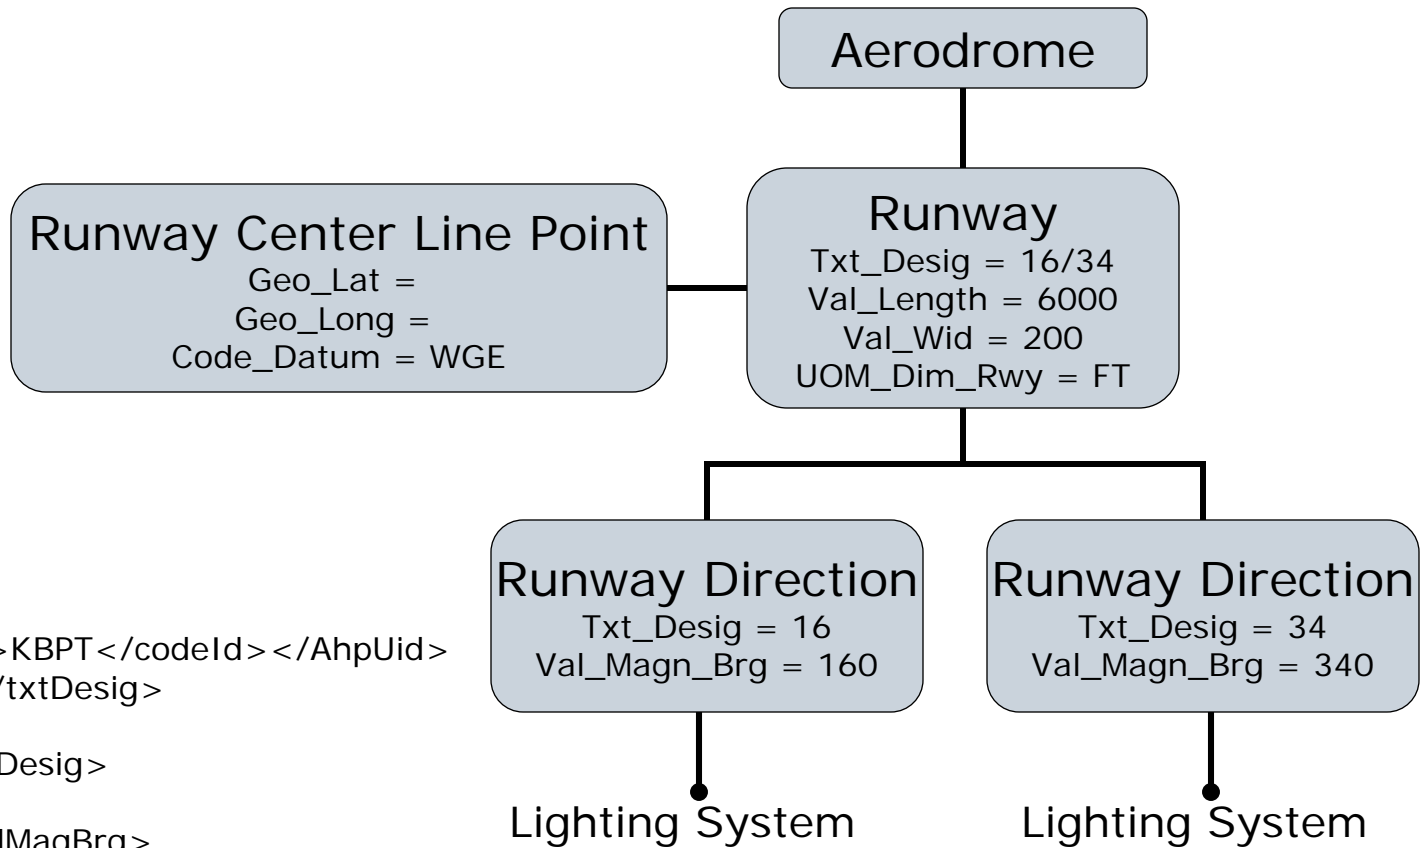 Aerodrome
Runway Center Line Point
Geo_Lat =
Geo_Long =
Code_Datum = WGE
Runway
Txt_Desig = 16/34
Val_Length = 6000
Val_Wid = 200
UOM_Dim_Rwy = FT
Runway Direction
Txt_Desig = 16
Val_Magn_Brg = 160
Runway Direction
Txt_Desig = 34
Val_Magn_Brg = 340
>KBPT</codeId></AhpUid>
/txtDesig>
Desig>
lMagBrg>
Lighting System
Lighting System